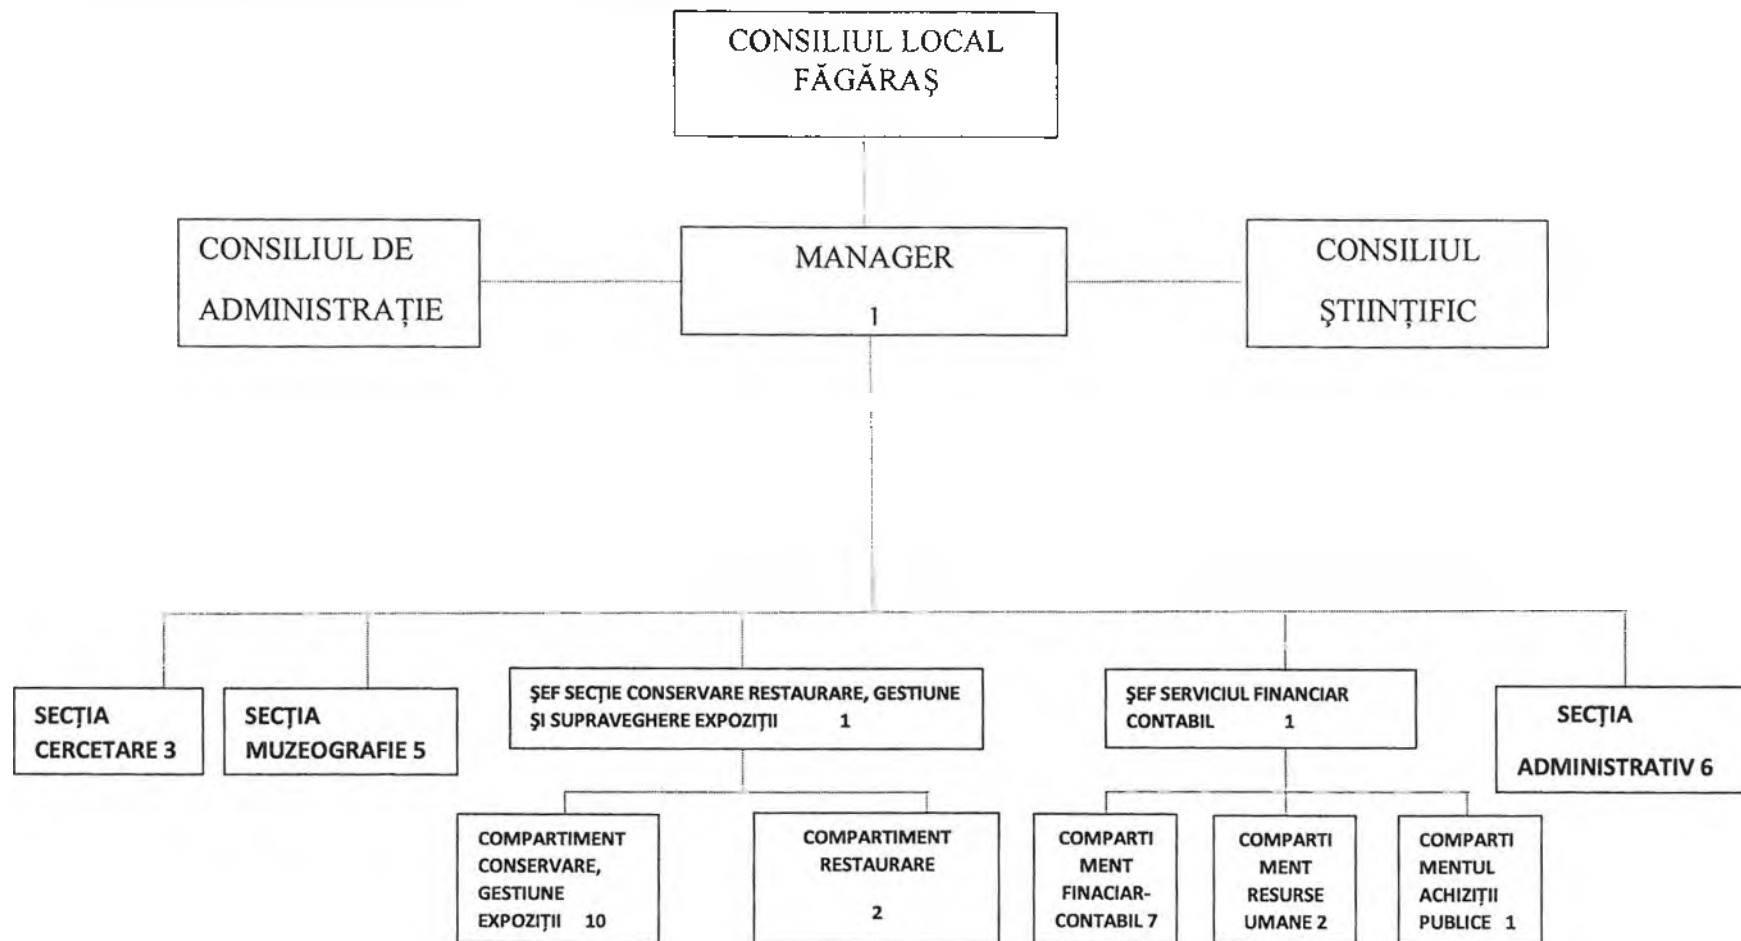 CONSILIUL LOCAL
FĂGĂRAŞ
CONSILIUL DE
ADMINISTRAȚIE
MANAGER
1
CONSILIUL
ŞTIINȚIFIC
SECȚIA
CERCETARE 3
SECȚIA
MUZEOGRAFIE 5
ŞEF SECȚIE CONSERVARE RESTAURARE, GESTIUNE
ŞI SUPRAVEGHERE EXPOZIȚII 1
ŞEF SERVICIUL FINANCIAR
CONTABIL 1
SECȚIA
ADMINISTRATIV 6
COMPARTIMENT
CONSERVARE,
GESTIUNE
EXPOZIȚII 10
COMPARTIMENT
RESTAURARE
2
COMPARTI
MENT
FINACIAR-
CONTABIL 7
COMPARTI
MENT
RESURSE
UMANE 2
COMPARTI
MENTUL
ACHIZIȚII
PUBLICE 1